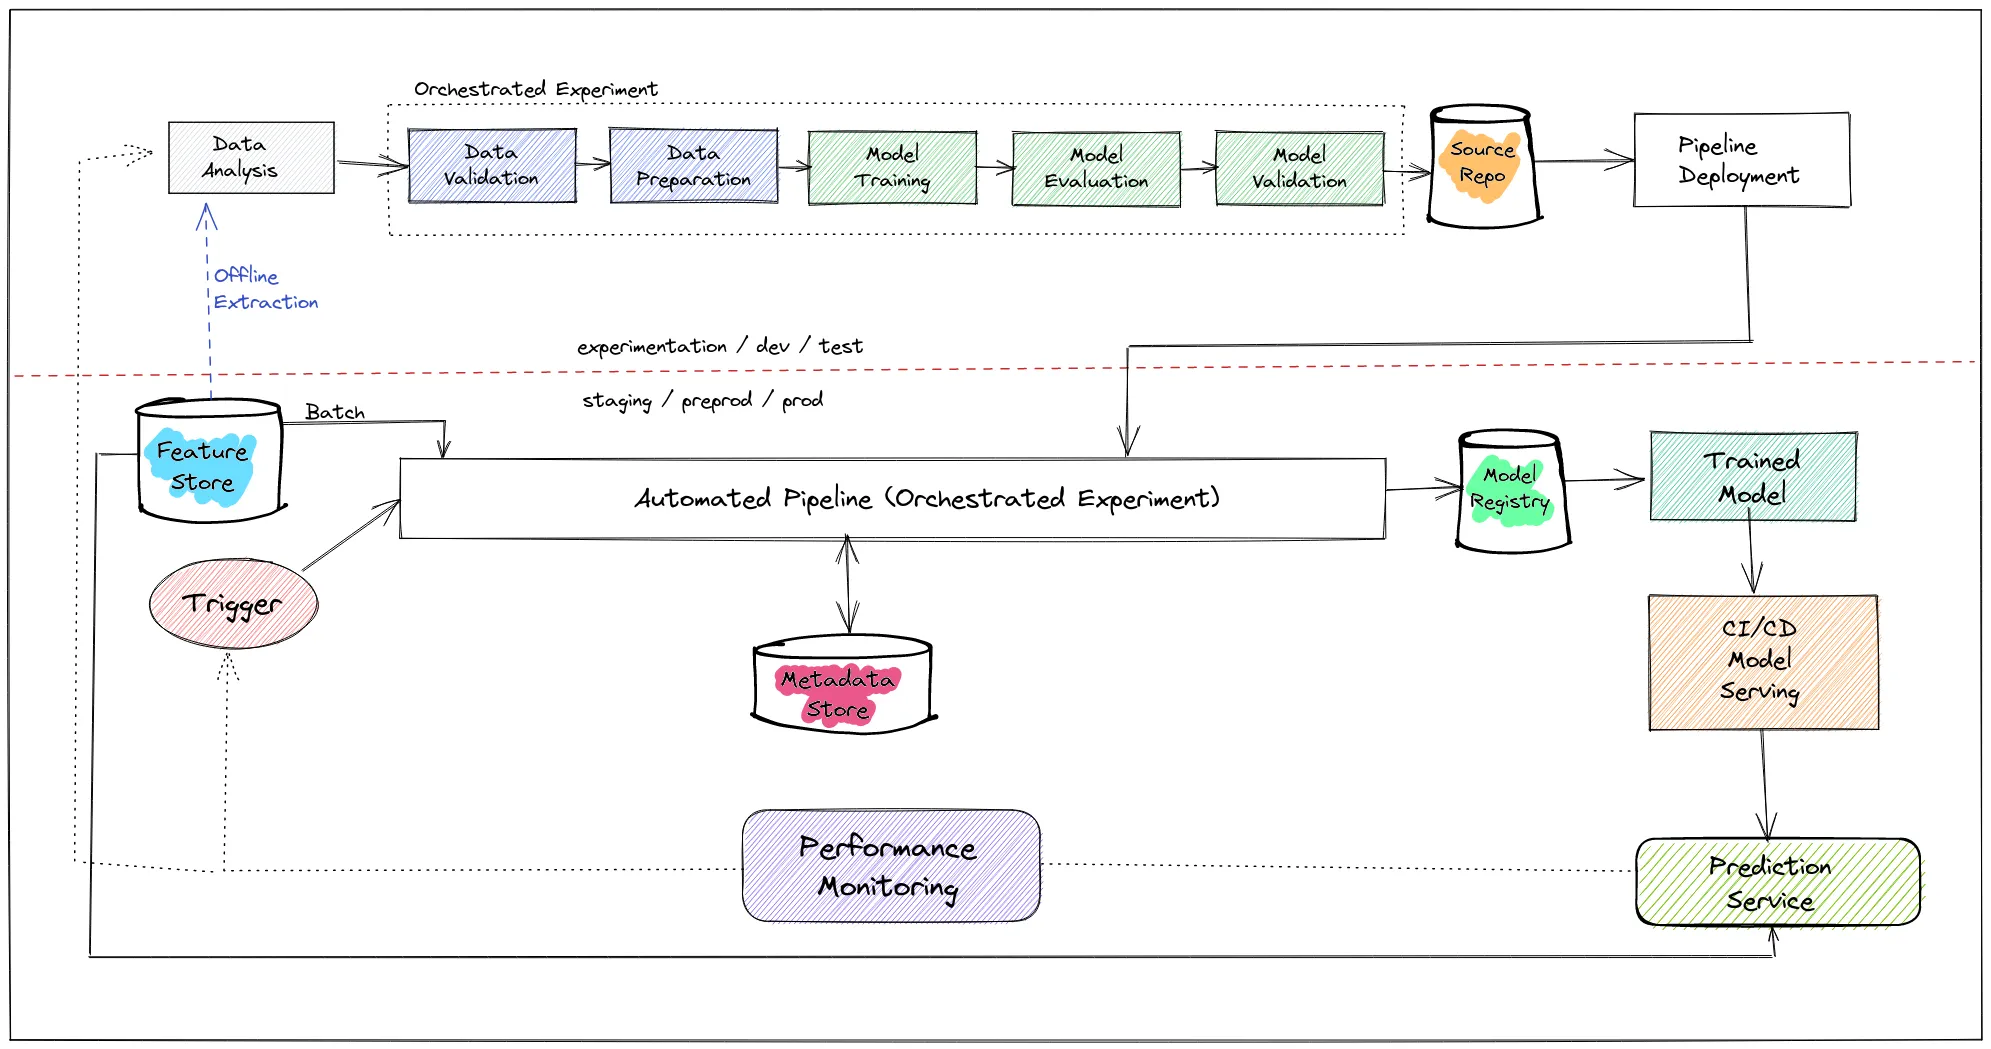 Orchestrated Experiment
Data
Analysis
Data
Validation
Data
Preparation
Model
Training
Model
Evaluation
Model
Validation
Source
Repo
Pipeline
Deployment
Offline
Extraction
experimentation / dev / test
staging / preprod / prod
Batch
Feature
Store
Automated Pipeline (Orchestrated Experiment)
Model
Registry
Trained
Model
Trigger
Metadata
Store
CI/CD
Model
Serving
Performance
Monitoring
Prediction
Service